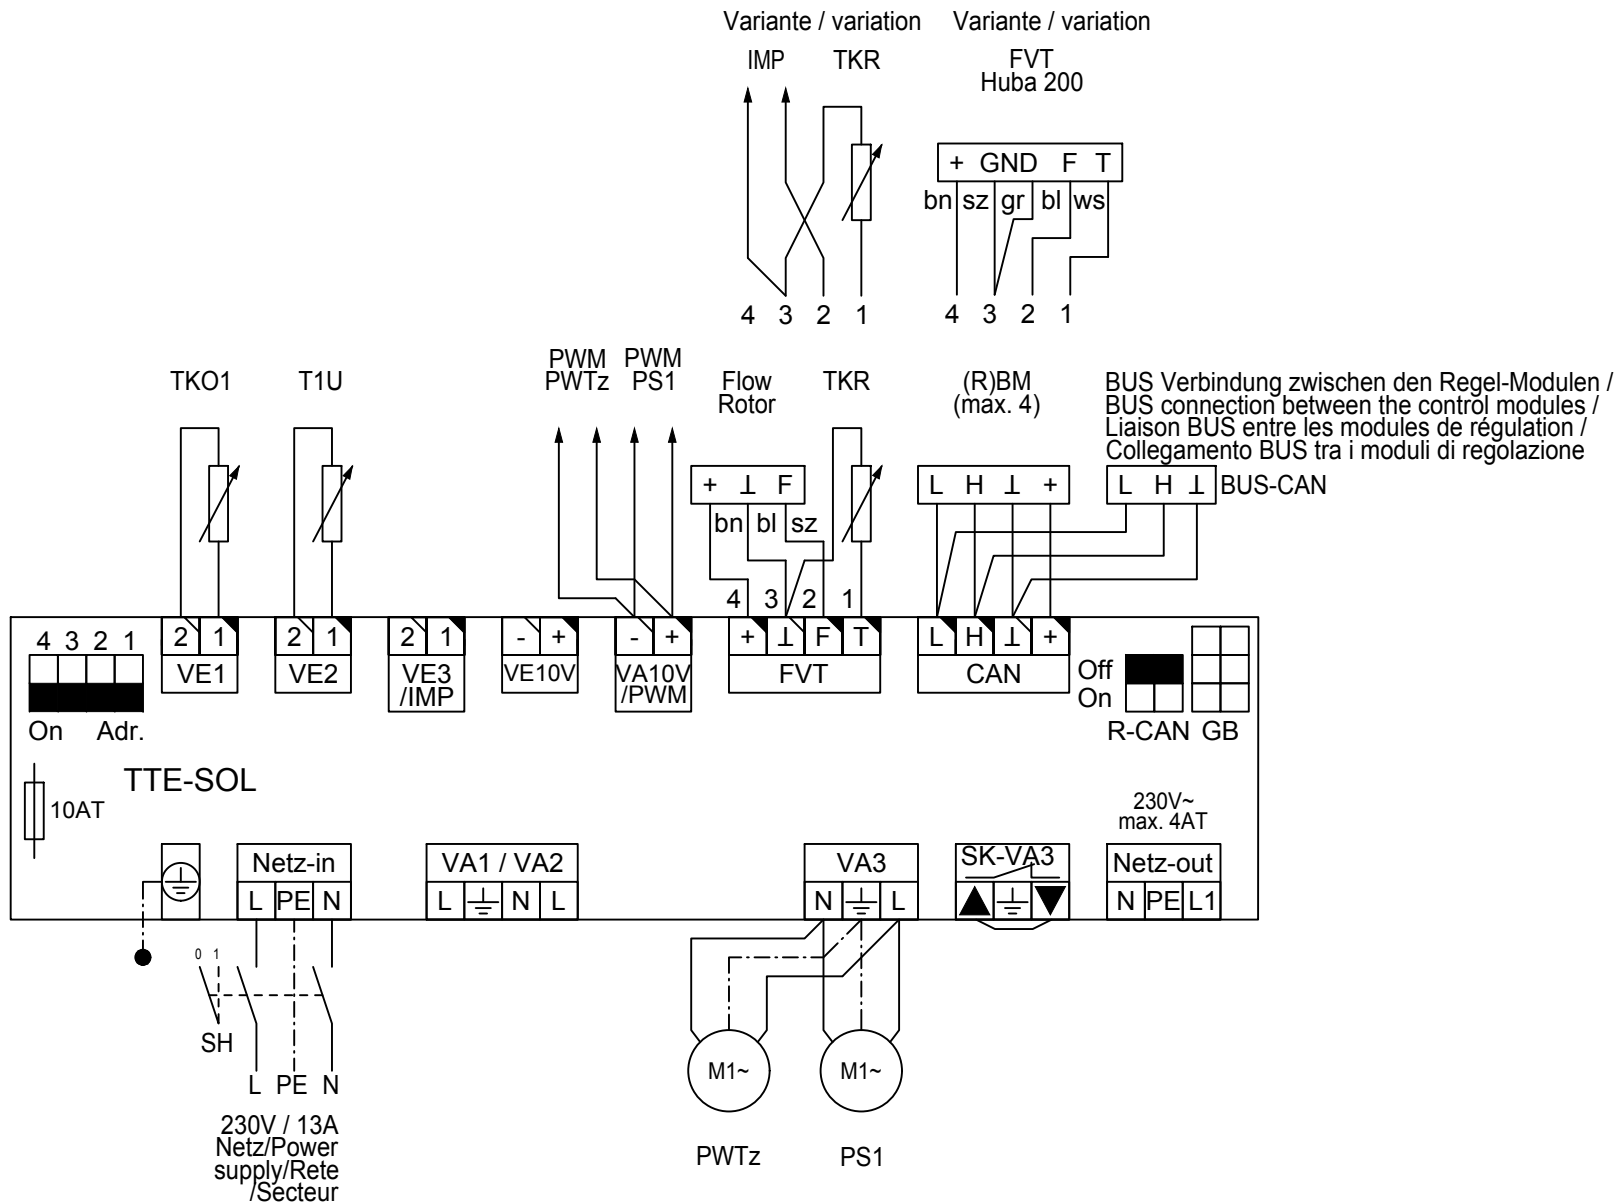 Variante / variation Variante / variation
IMP TKR FVT
Huba 200
+ GND F T
bn sz gr bl ws
4 3 2 1 4 3 2 1
TKO1 T1U PWM PWTz PWM PS1 Flow Rotor TKR (R)BM (max. 4)
BUS Verbindung zwischen den Regel-Modulen /
BUS connection between the control modules /
Liaison BUS entre les modules de régulation /
Collegamento BUS tra i moduli di regolazione
+ ⊥ F L H ⊥ + L H ⊥ BUS-CAN
bn bl sz
4 3 2 1
4 3 2 1 2 1 2 1 2 1 - + - + + ⊥ F T L H ⊥ +
VE1 VE2 VE3 /IMP VE10V VA10V /PWM FVT CAN
Off
On
On Adr. R-CAN GB
TTE-SOL
10AT
230V~
max. 4AT
Netz-in VA1 / VA2 VA3 SK-VA3 Netz-out
L PE N L N L N L N PE L1
0 1
SH
L PE N
M1~ M1~
PWTz PS1
230V / 13A
Netz/Power
supply/Rete
/Secteur